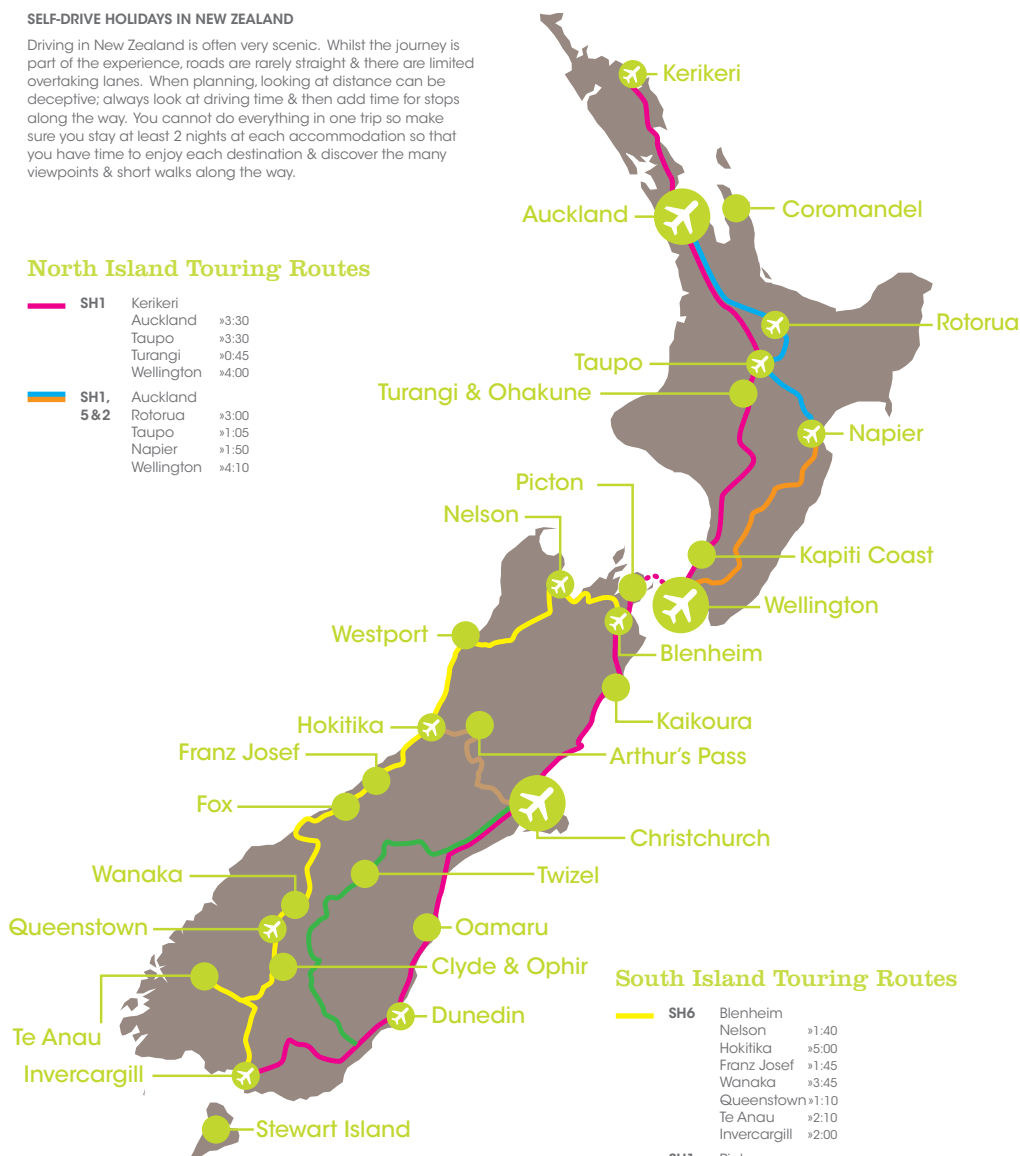 SELF-DRIVE HOLIDAYS IN NEW ZEALAND
Driving in New Zealand is often very scenic. Whilst the journey is
part of the experience, roads are rarely straight & there are limited
overtaking lanes. When planning, looking at distance can be
deceptive; always look at driving time & then add time for stops
along the way. You cannot do everything in one trip so make
sure you stay at least 2 nights at each accommodation so that
you have time to enjoy each destination & discover the many
viewpoints & short walks along the way.
North Island Touring Routes
SH1 Kerikeri
Auckland »3:30
Taupo »3:30
Turangi »0:45
Wellington »4:00
SH1, Auckland
5&2 Rotorua »3:00
Taupo »1:05
Napier »1:50
Wellington »4:10
Kerikeri
Auckland
Coromandel
Rotorua
Taupo
Turangi & Ohakune
Napier
Picton
Nelson
Kapiti Coast
Wellington
Westport
Blenheim
Kaikoura
Hokitika
Franz Josef
Arthur's Pass
Fox
Christchurch
Wanaka
Twizel
Queenstown
Oamaru
Clyde & Ophir
Dunedin
Te Anau
Invercargill
Stewart Island
South Island Touring Routes
SH6 Blenheim
Nelson »1:40
Hokitika »5:00
Franz Josef »1:45
Wanaka »3:45
Queenstown »1:10
Te Anau »2:10
Invercargill »2:00